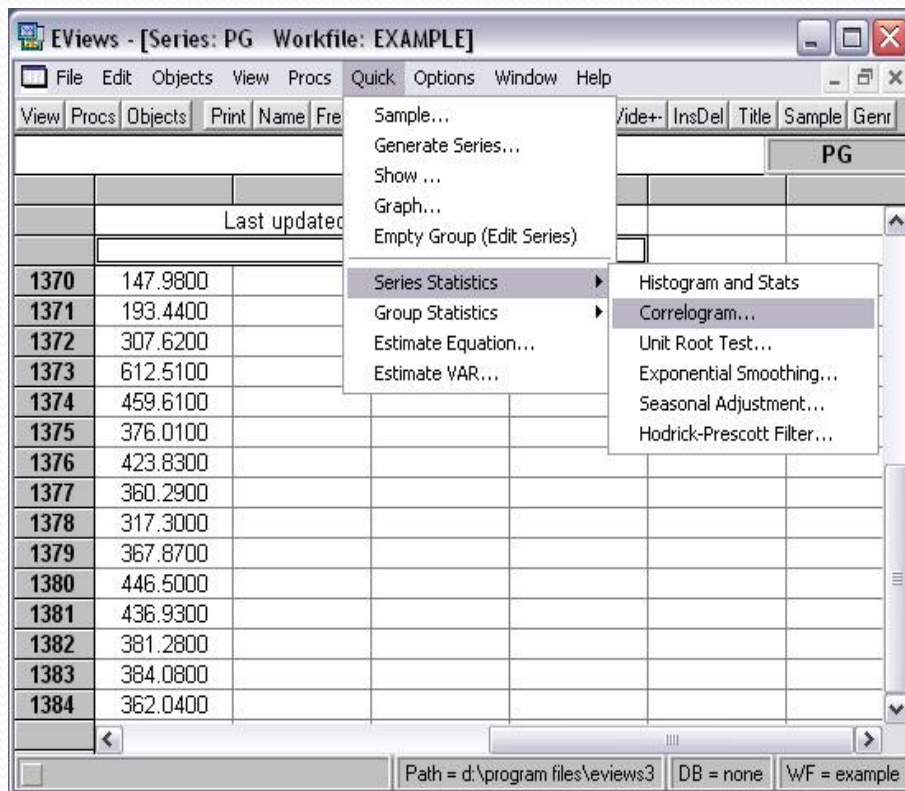 EViews - [Series: PG Workfile: EXAMPLE]
File Edit Objects View Procs Quick Options Window Help
View Procs Objects Print Name Fre /ide+- InsDel Title Sample Genr
PG
Last updated
Sample...
Generate Series...
Show ...
Graph...
Empty Group (Edit Series)
Series Statistics
Group Statistics
Estimate Equation...
Estimate VAR...
Histogram and Stats
Correlogram...
Unit Root Test...
Exponential Smoothing...
Seasonal Adjustment...
Hodrick-Prescott Filter...
1370 147.9800
1371 193.4400
1372 307.6200
1373 612.5100
1374 459.6100
1375 376.0100
1376 423.8300
1377 360.2900
1378 317.3000
1379 367.8700
1380 446.5000
1381 436.9300
1382 381.2800
1383 384.0800
1384 362.0400
Path = d:\program files\eviews3 DB = none WF = example